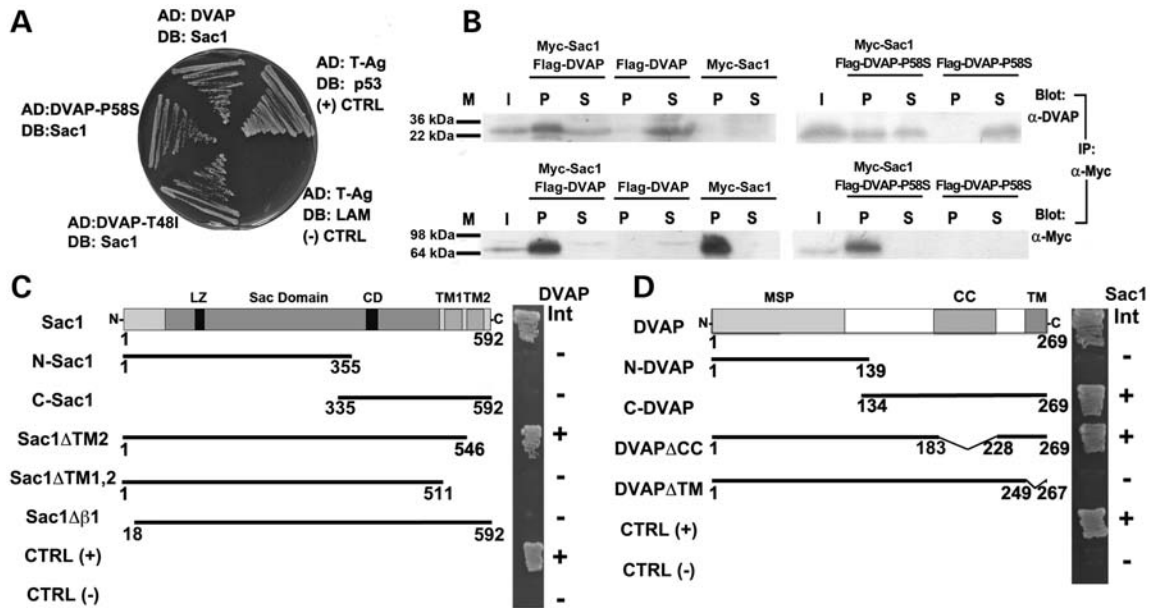 A
AD: DVAP
DB: Sac1
AD: T-Ag
DB: p53
(+) CTRL
AD:DVAP-P58S
DB:Sac1
AD: T-Ag
DB: LAM
(-) CTRL
AD:DVAP-T48I
DB: Sac1
B
Myc-Sac1
Flag-DVAP Flag-DVAP Myc-Sac1
Myc-Sac1
Flag-DVAP-P58S Flag-DVAP-P58S
M I P S P S P S I P S P S
Blot:
α-DVAP
36 kDa
22 kDa
IP:
α-Myc
Myc-Sac1
Flag-DVAP Flag-DVAP Myc-Sac1
Myc-Sac1
Flag-DVAP-P58S Flag-DVAP-P58S
M I P S P S P S I P S P S
Blot:
α-Myc
98 kDa
64 kDa
C
LZ Sac Domain CD TM1 TM2
DVAP
Int
Sac1 N- -C
1 592
N-Sac1 -
1 355
C-Sac1 -
335 592
Sac1ΔTM2 +
1 546
Sac1ΔTM1,2 -
1 511
Sac1Δβ1 -
18 592
CTRL (+) +
CTRL (-) -
D
MSP CC TM
Sac1
Int
DVAP N- -C
1 269
N-DVAP -
1 139
C-DVAP +
134 269
DVAPΔCC +
1 183 228 269
DVAPΔTM -
1 249 267
CTRL (+) +
CTRL (-) -